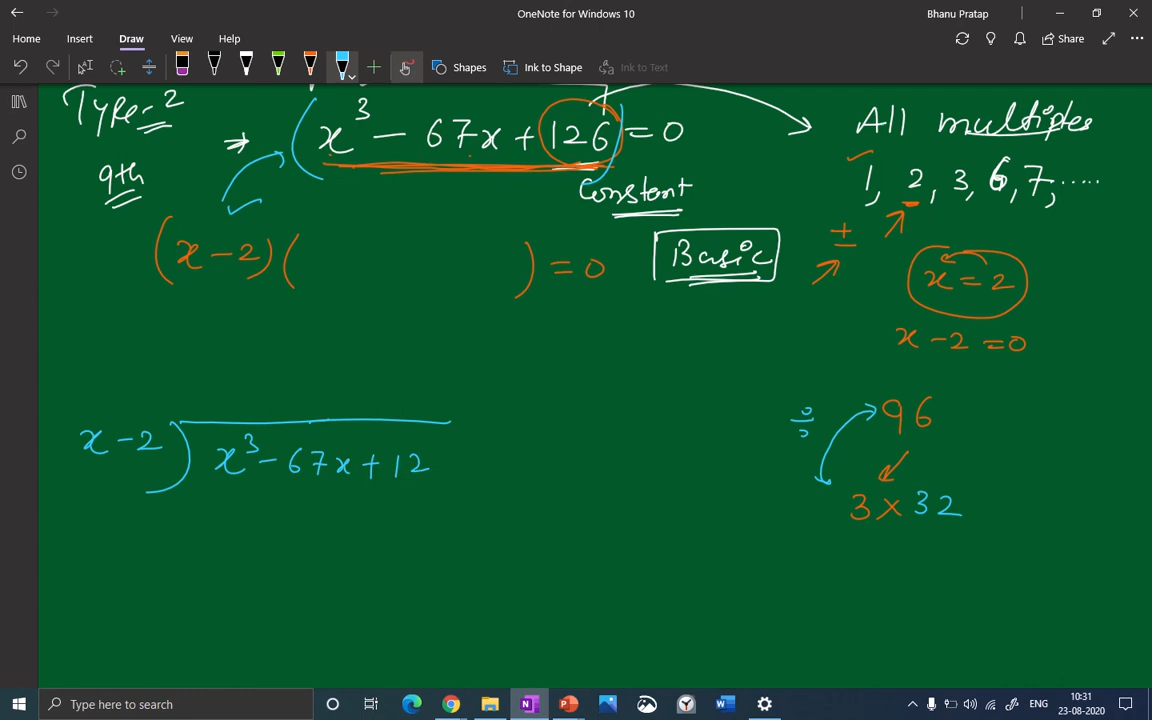 OneNote for Windows 10
Bhanu Pratap
Home Insert Draw View Help
Share
Shapes Ink to Shape Ink to Text
Type-2
x³ - 67x + 126 = 0
All multiples
9th
constant
1, 2, 3, 6, 7, .....
(x - 2) ( ) = 0
Basic
±
x = 2
x - 2 = 0
96
÷
x - 2 ) x³ - 67x + 12
3 × 32
Type here to search
ENG
10:31
23-08-2020